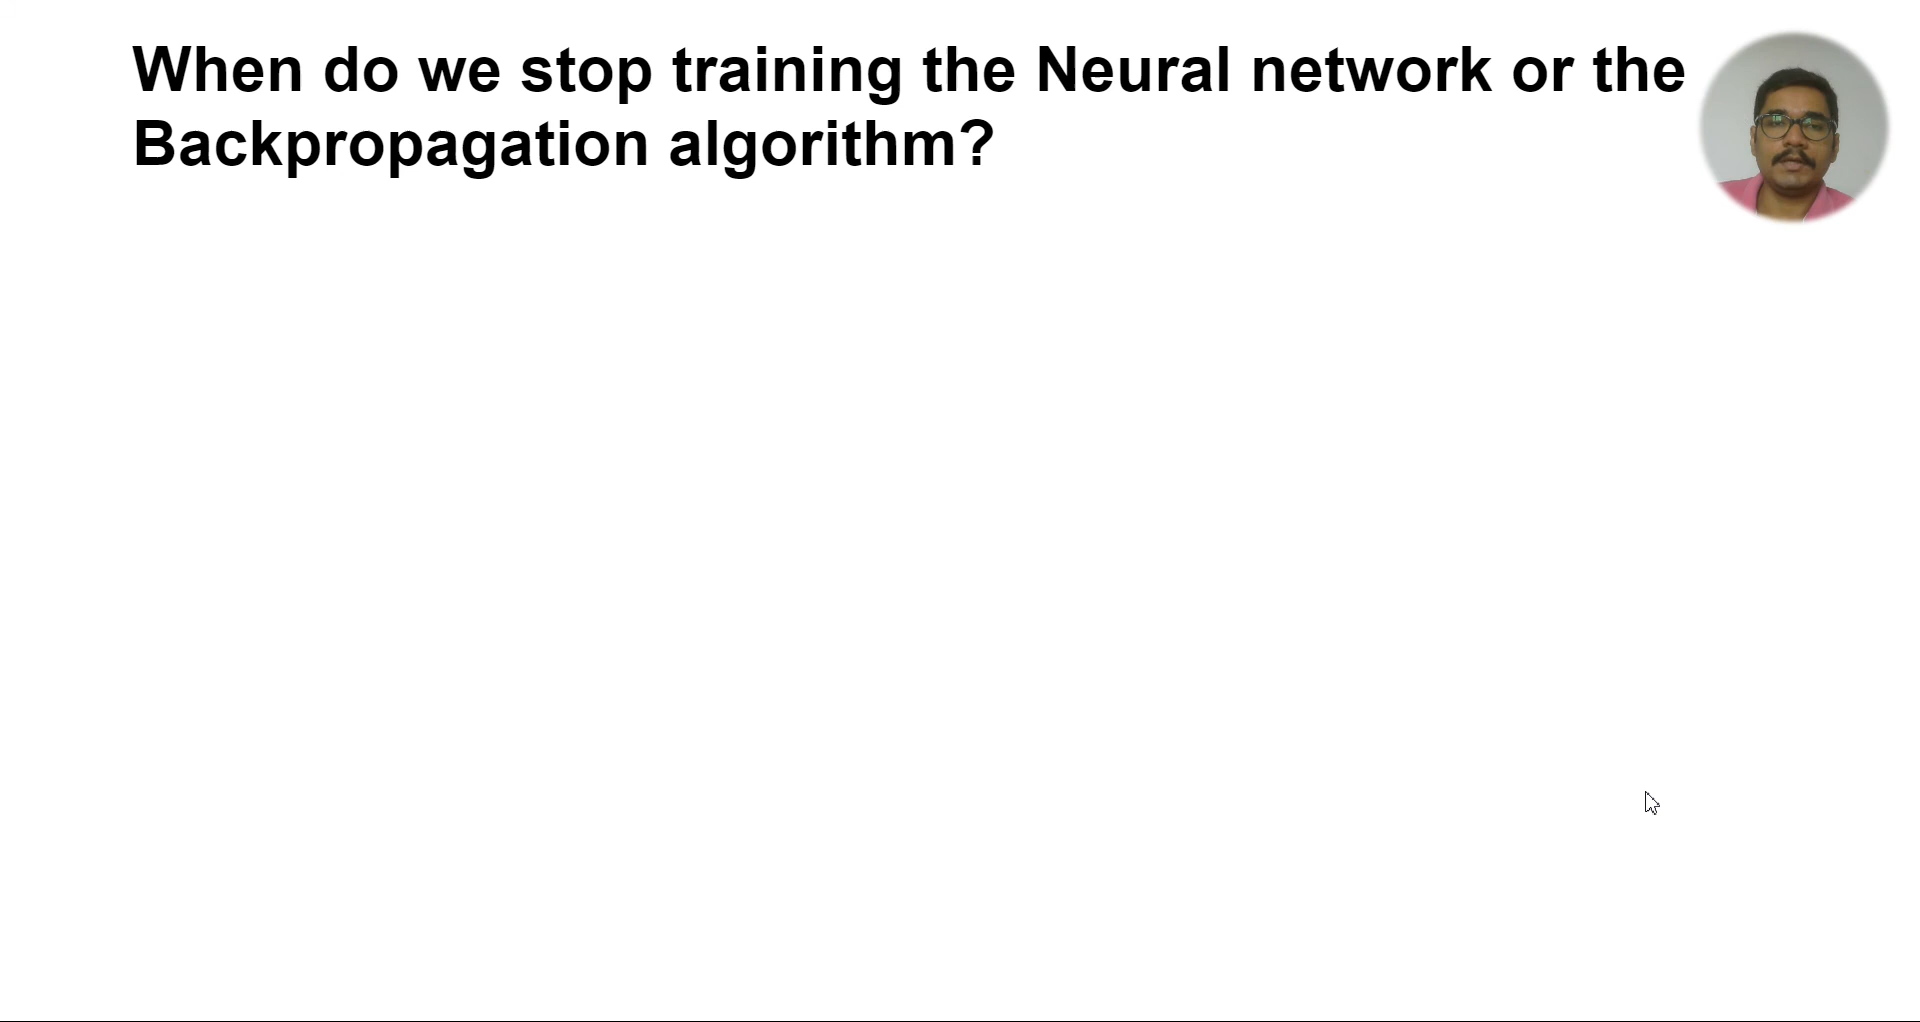 When do we stop training the Neural network or the
Backpropagation algorithm?